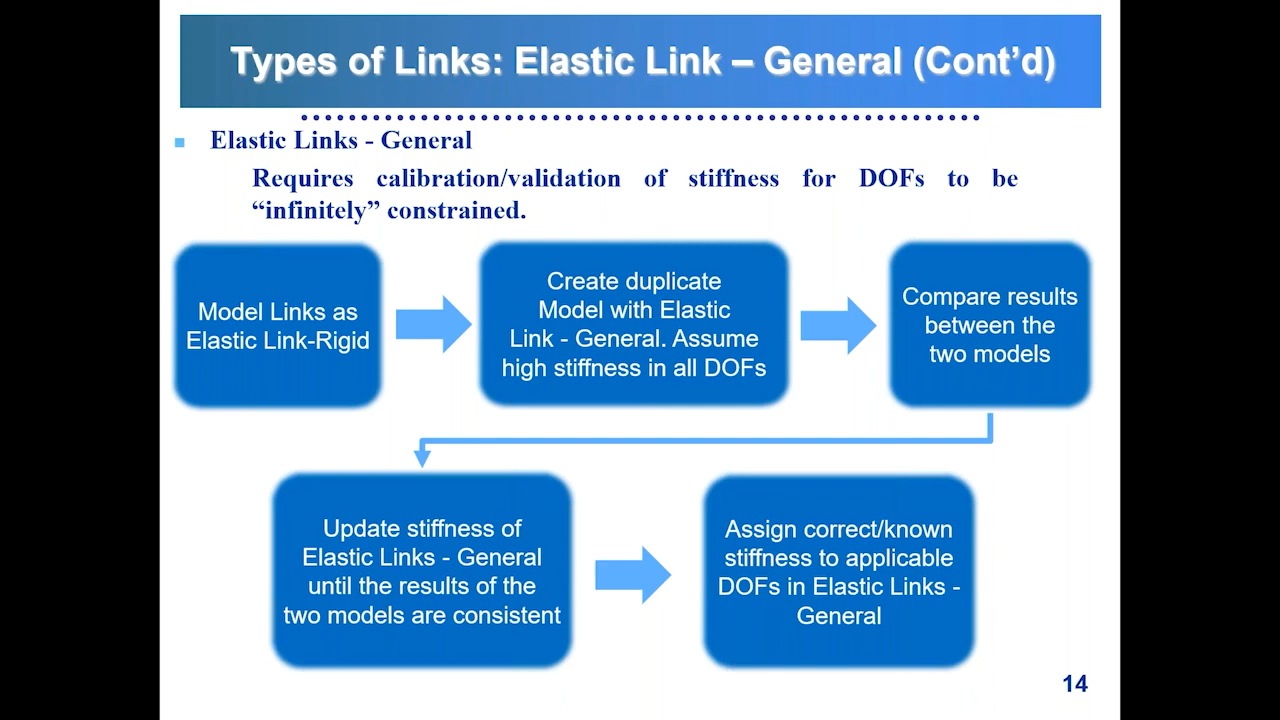 Types of Links: Elastic Link – General (Cont’d)
Elastic Links - General
Requires calibration/validation of stiffness for DOFs to be
“infinitely” constrained.
Model Links as
Elastic Link-Rigid
Create duplicate
Model with Elastic
Link - General. Assume
high stiffness in all DOFs
Compare results
between the
two models
Update stiffness of
Elastic Links - General
until the results of the
two models are consistent
Assign correct/known
stiffness to applicable
DOFs in Elastic Links -
General
14